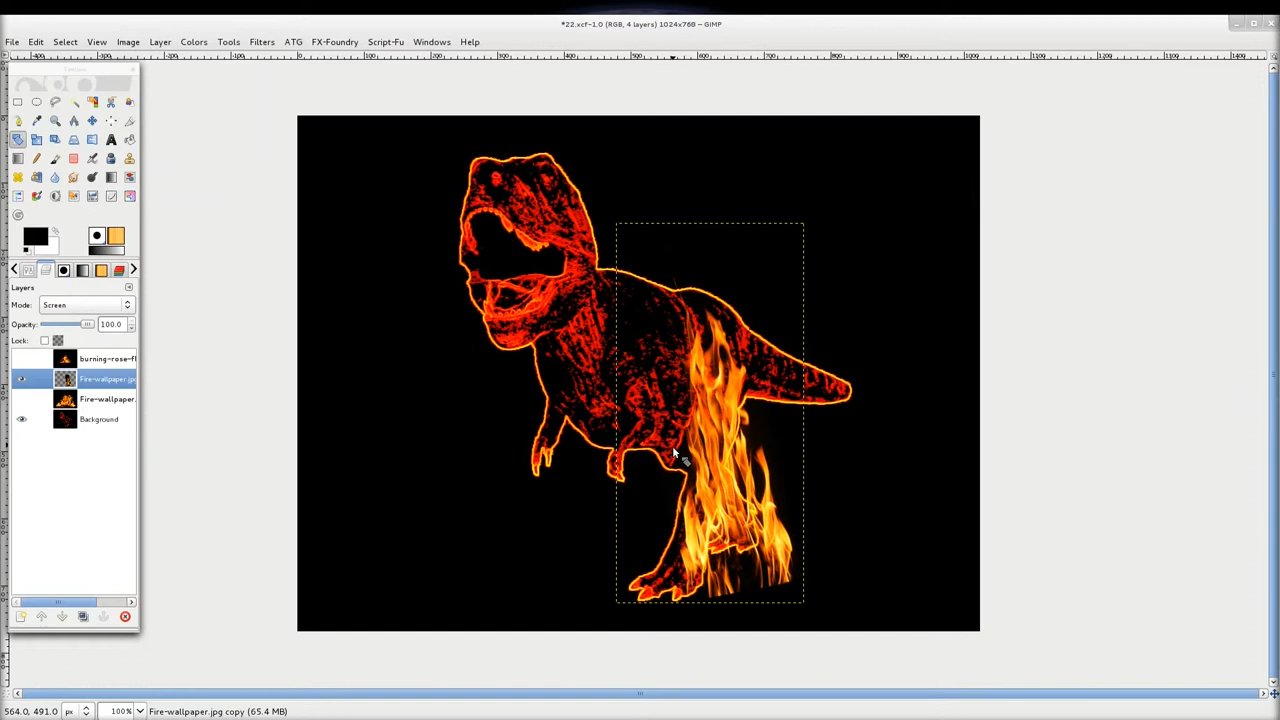 *22.xcf-1.0 (RGB, 4 layers) 1024x768 – GIMP
File Edit Select View Image Layer Colors Tools Filters ATG FX-Foundry Script-Fu Windows Help
Layers
Mode: Screen
Opacity: 100.0
Lock:
burning-rose-fl
Fire-wallpaper.jpg
Fire-wallpaper.
Background
564.0, 491.0 px 100% Fire-wallpaper.jpg copy (65.4 MB)